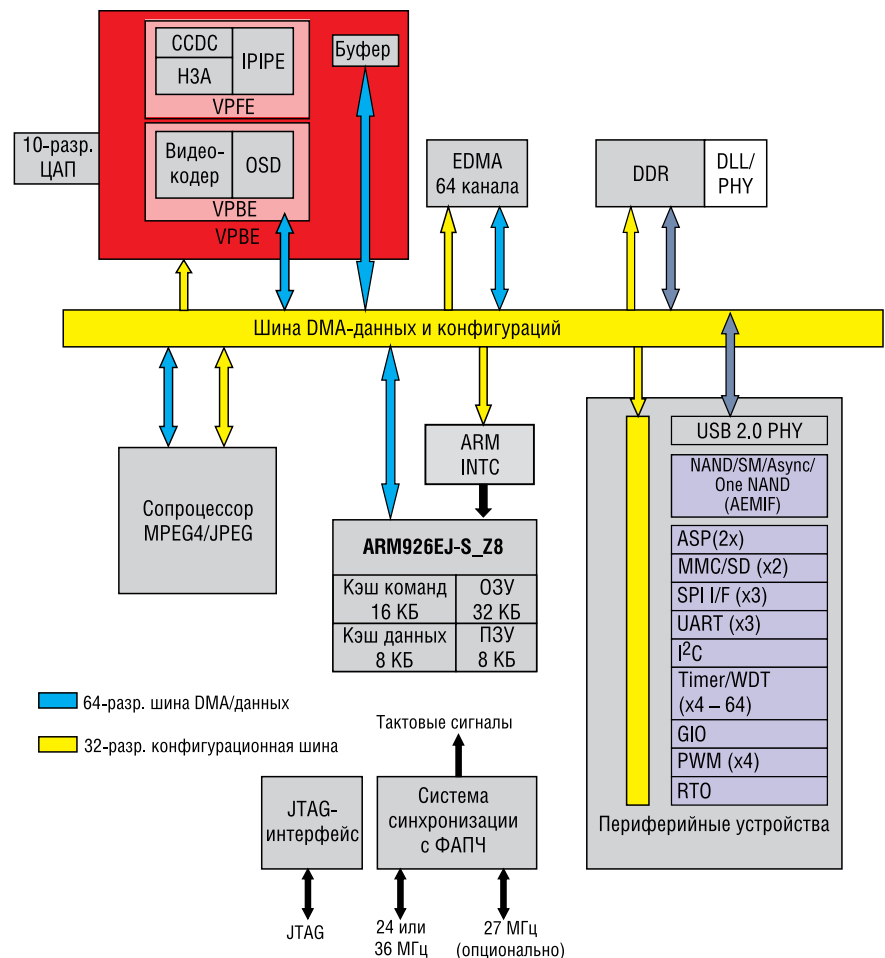 CCDC
H3A
IPIPE
VPFE
Буфер
10-разр.
ЦАП
Видео-
кодер
OSD
VPBE
VPBE
EDMA
64 канала
DDR
DLL/
PHY
Шина DMA-данных и конфигураций
Сопроцессор
MPEG4/JPEG
ARM
INTC
ARM926EJ-S_Z8
Кэш команд
16 КБ
ОЗУ
32 КБ
Кэш данных
8 КБ
ПЗУ
8 КБ
USB 2.0 PHY
NAND/SM/Async/
One NAND
(AEMIF)
ASP(2x)
MMC/SD (x2)
SPI I/F (x3)
UART (x3)
I²C
Timer/WDT
(x4 – 64)
GIO
PWM (x4)
RTO
Периферийные устройства
64-разр. шина DMA/данных
32-разр. конфигурационная шина
Тактовые сигналы
JTAG-
интерфейс
Система
синхронизации
с ФАПЧ
JTAG
24 или
36 МГц
27 МГц
(опционально)